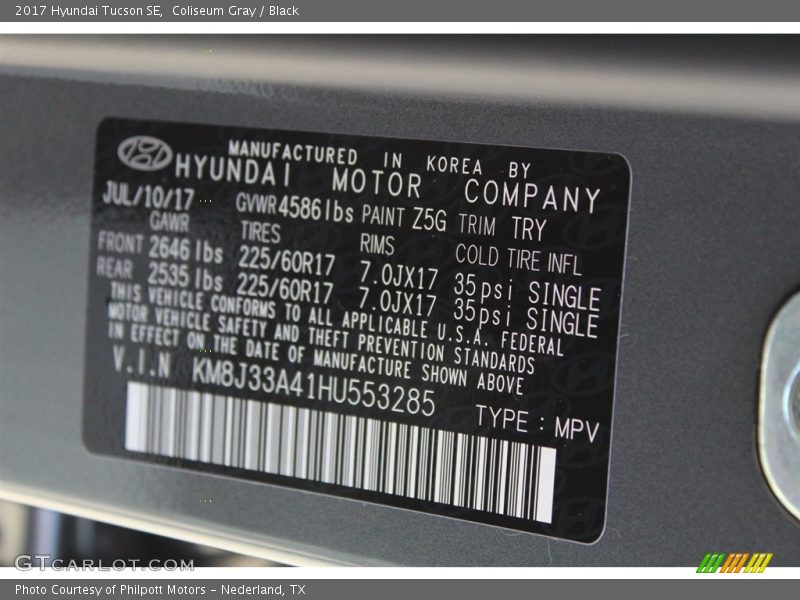 2017 Hyundai Tucson SE,  Coliseum Gray / Black
MANUFACTURED IN KOREA BY
HYUNDAI MOTOR COMPANY
JUL/10/17 GVWR 4586 lbs PAINT Z5G TRIM TRY
GAWR TIRES RIMS COLD TIRE INFL
FRONT 2646 lbs 225/60R17 7.0JX17 35psi SINGLE
REAR 2535 lbs 225/60R17 7.0JX17 35psi SINGLE
THIS VEHICLE CONFORMS TO ALL APPLICABLE U.S.A. FEDERAL
MOTOR VEHICLE SAFETY AND THEFT PREVENTION STANDARDS
IN EFFECT ON THE DATE OF MANUFACTURE SHOWN ABOVE
V.I.N KM8J33A41HU553285
TYPE : MPV
GTCARLOT.COM
Photo Courtesy of Philpott Motors - Nederland, TX